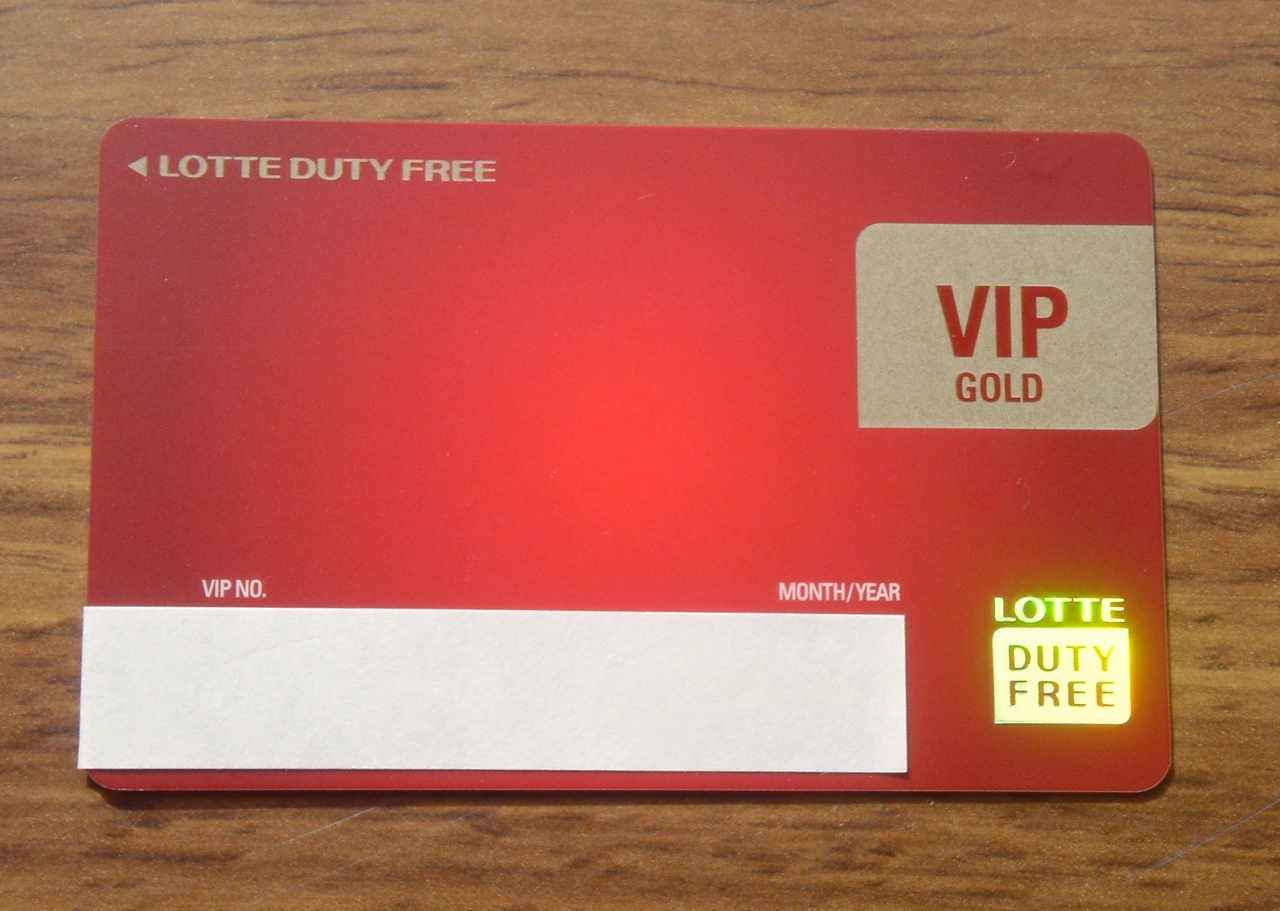 LOTTE DUTY FREE
VIP
GOLD
VIP NO.
MONTH/YEAR
LOTTE
DUTY
FREE